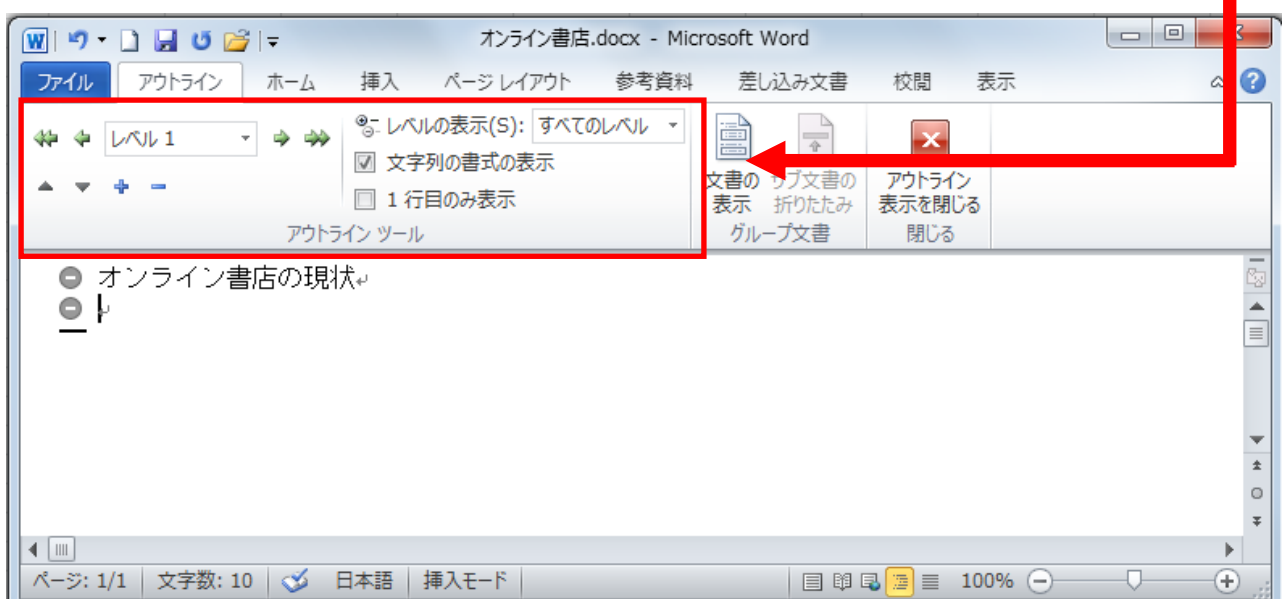 オンライン書店.docx - Microsoft Word
ファイル アウトライン ホーム 挿入 ページ レイアウト 参考資料 差し込み文書 校閲 表示
レベル 1
レベルの表示(S): すべてのレベル
文字列の書式の表示
1 行目のみ表示
アウトライン ツール
文書の
表示
サブ文書の
折りたたみ
グループ文書
アウトライン
表示を閉じる
閉じる
オンライン書店の現状
ページ: 1/1 文字数: 10 日本語 挿入モード 100%